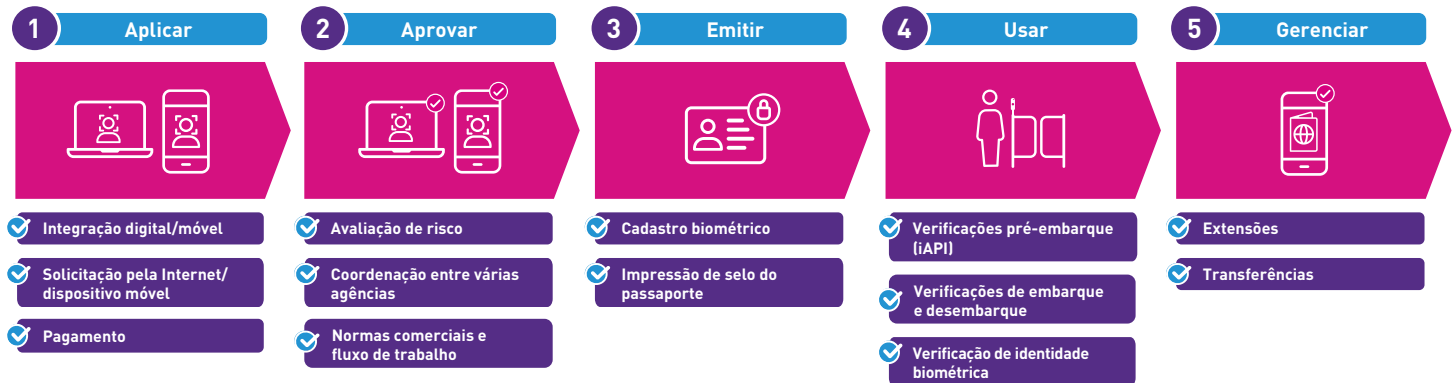 1 Aplicar
Integração digital/móvel
Solicitação pela Internet/
dispositivo móvel
Pagamento
2 Aprovar
Avaliação de risco
Coordenação entre várias
agências
Normas comerciais e
fluxo de trabalho
3 Emitir
Cadastro biométrico
Impressão de selo do
passaporte
4 Usar
Verificações pré-embarque
(iAPI)
Verificações de embarque
e desembarque
Verificação de identidade
biométrica
5 Gerenciar
Extensões
Transferências